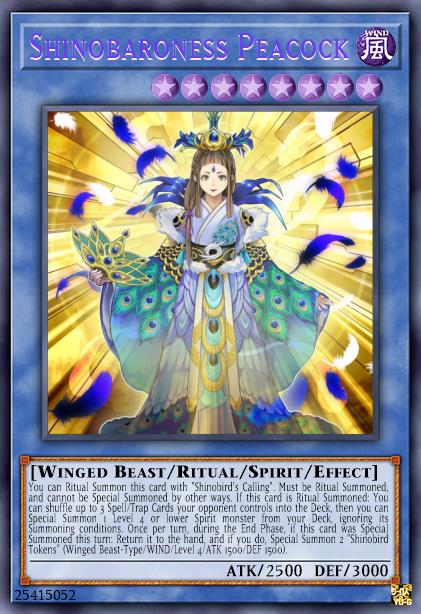 SHINOBARONESS PEACOCK
WIND
風
[WINGED BEAST/RITUAL/SPIRIT/EFFECT]
You can Ritual Summon this card with "Shinobird's Calling". Must be Ritual Summoned,
and cannot be Special Summoned by other ways. If this card is Ritual Summoned: You
can shuffle up to 3 Spell/Trap Cards your opponent controls into the Deck, then you can
Special Summon 1 Level 4 or lower Spirit monster from your Deck, ignoring its
Summoning conditions. Once per turn, during the End Phase, if this card was Special
Summoned this turn: Return it to the hand, and if you do, Special Summon 2 "Shinobird
Tokens" (Winged Beast-Type/WIND/Level 4/ATK 1500/DEF 1500).
ATK/2500 DEF/3000
25415052